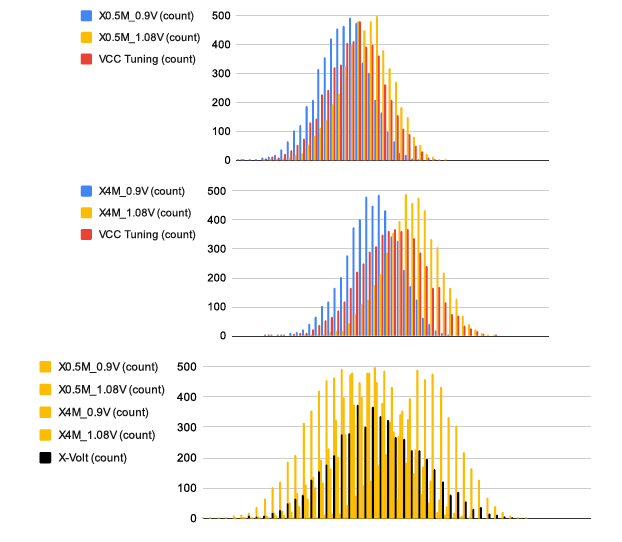 X0.5M_0.9V (count)
X0.5M_1.08V (count)
VCC Tuning (count)
500
400
300
200
100
0
X4M_0.9V (count)
X4M_1.08V (count)
VCC Tuning (count)
500
400
300
200
100
0
X0.5M_0.9V (count)
X0.5M_1.08V (count)
X4M_0.9V (count)
X4M_1.08V (count)
X-Volt (count)
500
400
300
200
100
0